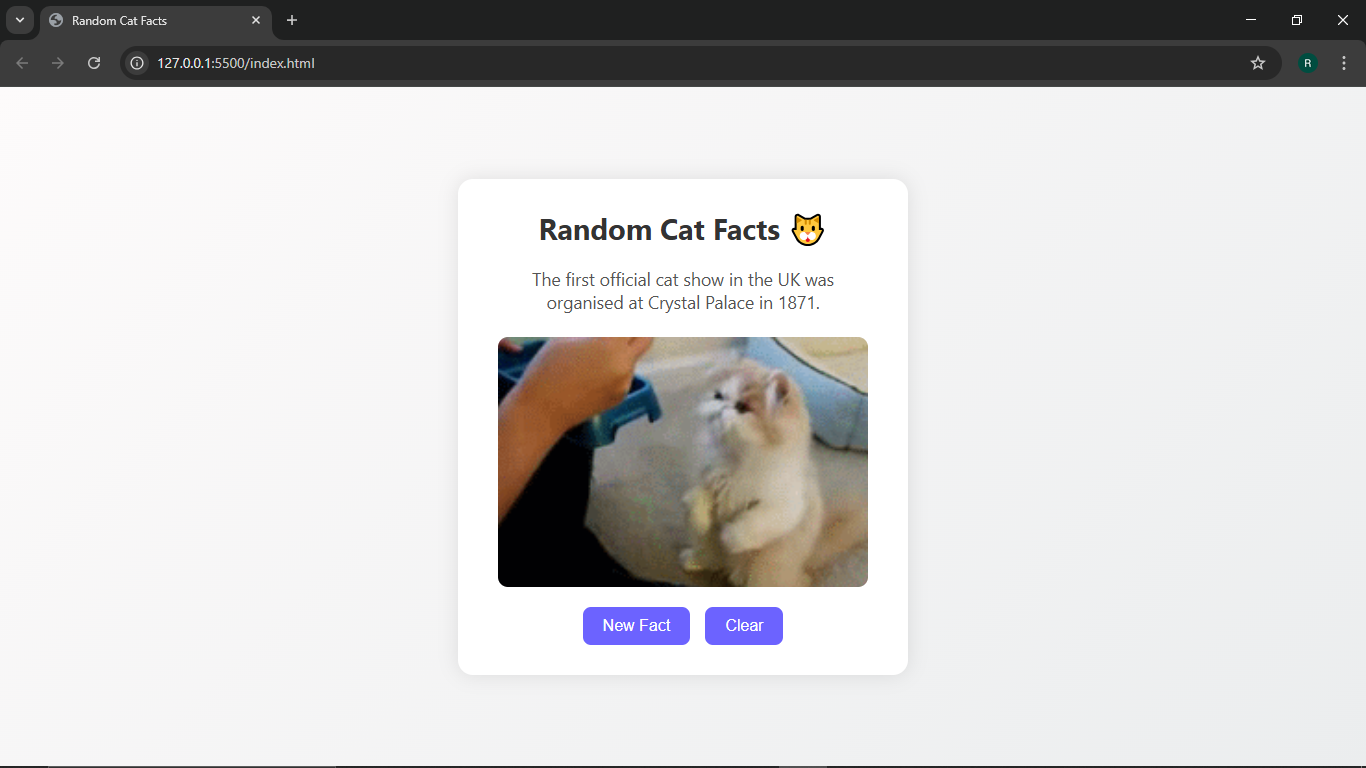 Random Cat Facts
127.0.0.1:5500/index.html
R
Random Cat Facts 🐱
The first official cat show in the UK was
organised at Crystal Palace in 1871.
New Fact
Clear